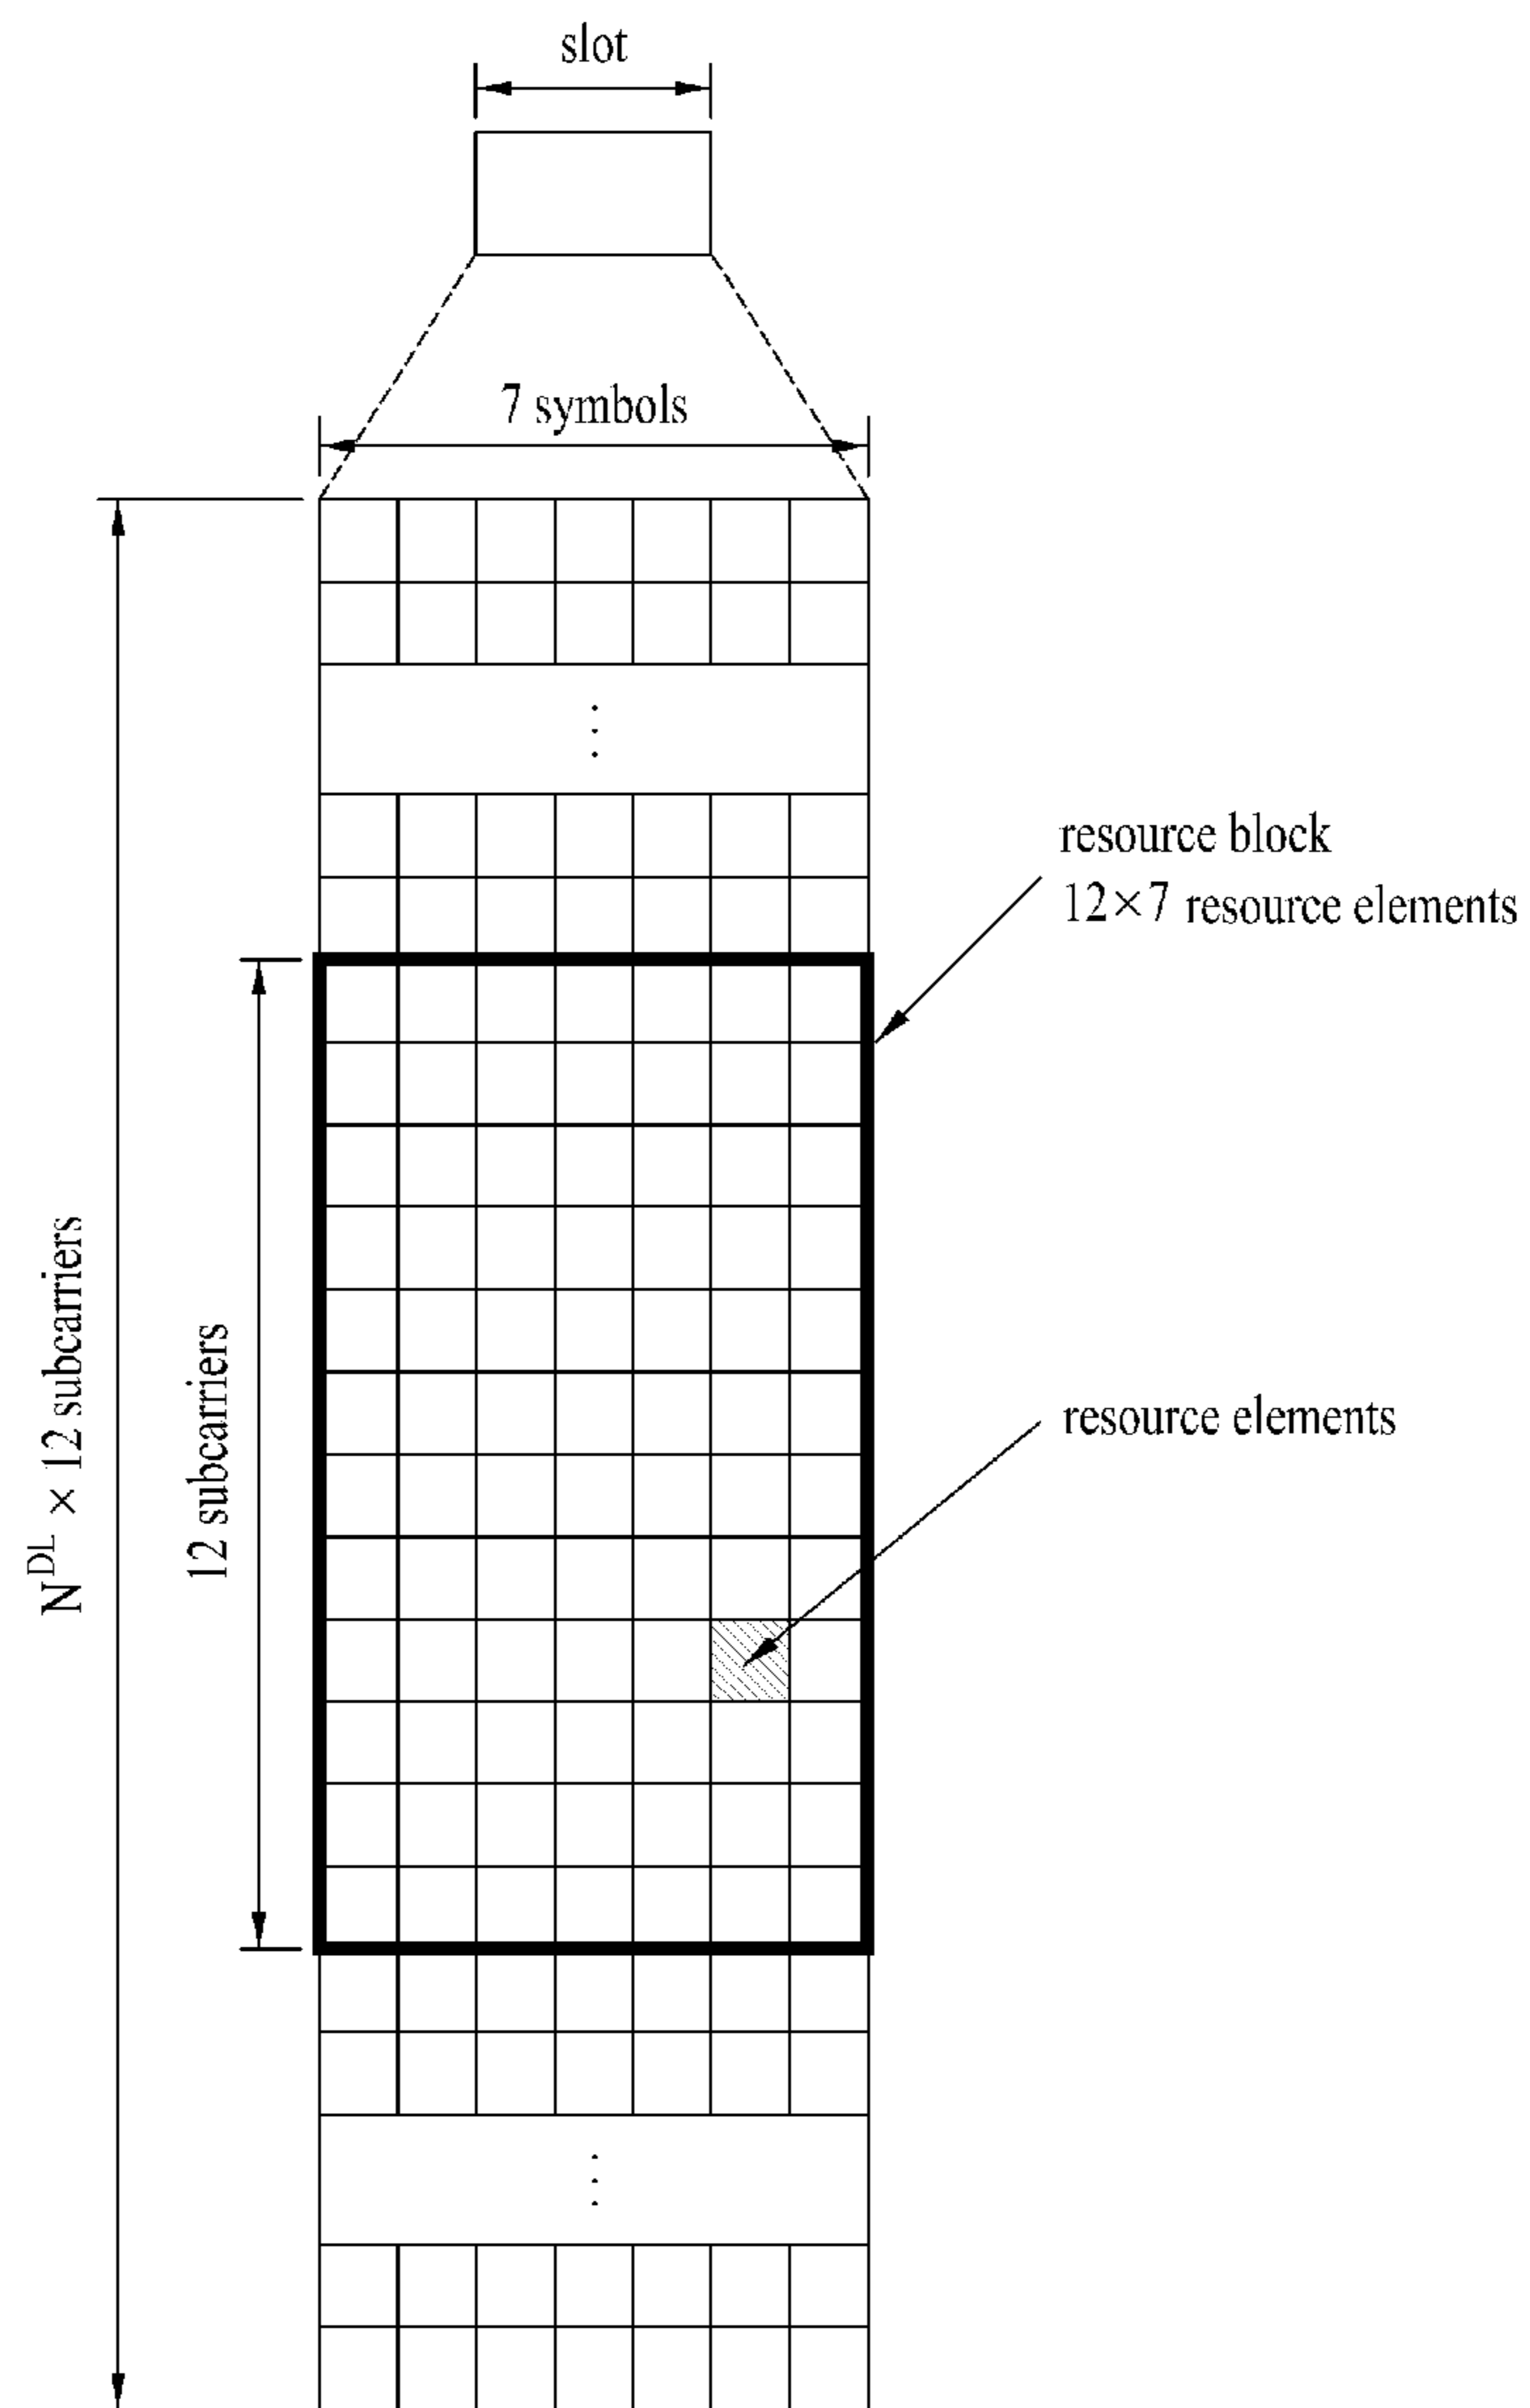 slot
7 symbols
resource block
12×7 resource elements
resource elements
12 subcarriers
N^DL × 12 subcarriers